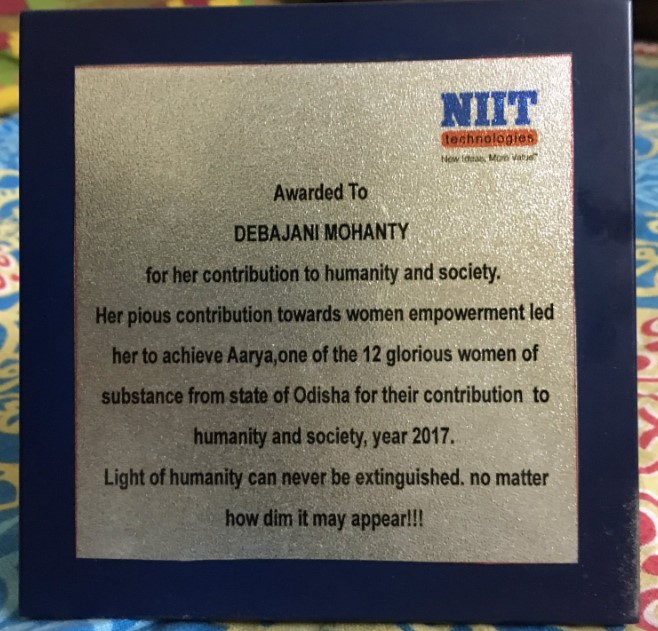 NIIT
technologies
New Ideas, More Value™
Awarded To
DEBAJANI MOHANTY
for her contribution to humanity and society.
Her pious contribution towards women empowerment led
her to achieve Aarya,one of the 12 glorious women of
substance from state of Odisha for their contribution to
humanity and society, year 2017.
Light of humanity can never be extinguished. no matter
how dim it may appear!!!